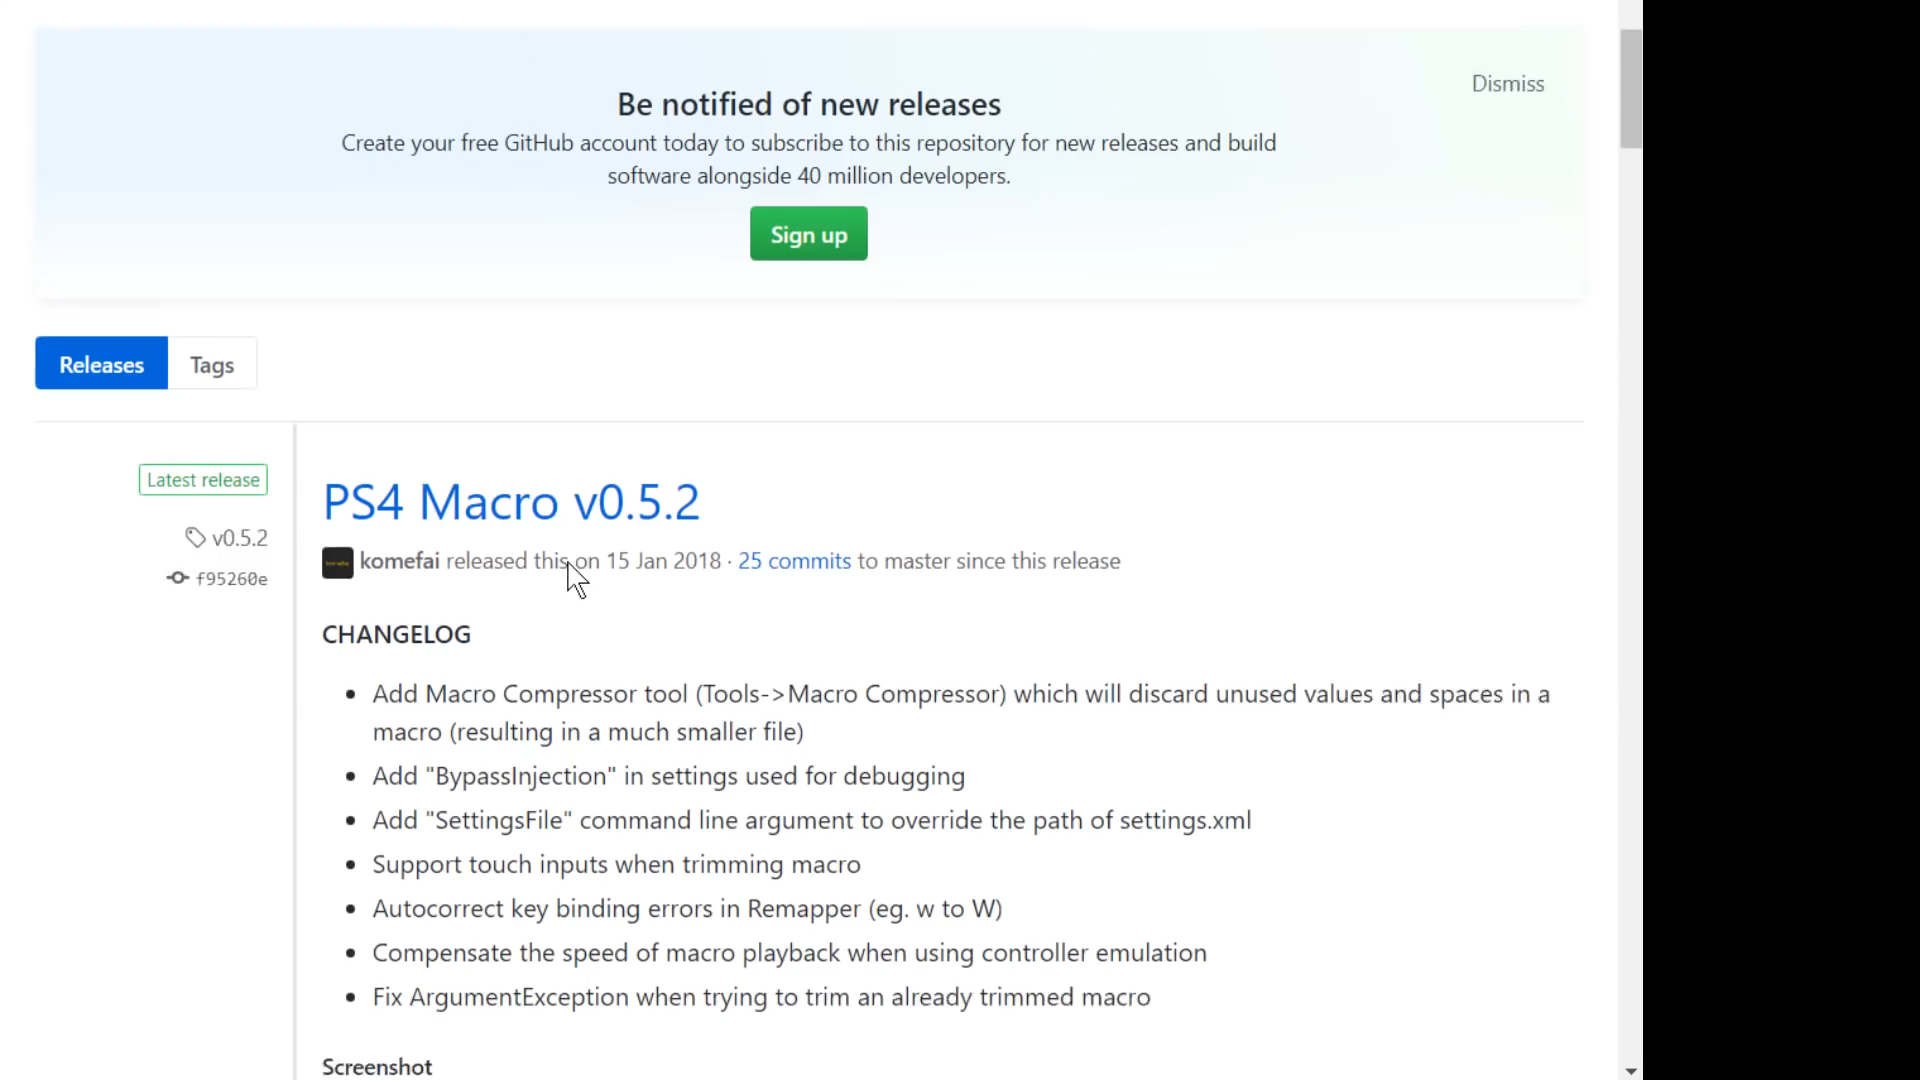 Dismiss
Be notified of new releases
Create your free GitHub account today to subscribe to this repository for new releases and build
software alongside 40 million developers.
Sign up
Releases
Tags
Latest release
v0.5.2
f95260e
PS4 Macro v0.5.2
komefai released this on 15 Jan 2018 · 25 commits to master since this release
CHANGELOG
• Add Macro Compressor tool (Tools->Macro Compressor) which will discard unused values and spaces in a
macro (resulting in a much smaller file)
• Add "BypassInjection" in settings used for debugging
• Add "SettingsFile" command line argument to override the path of settings.xml
• Support touch inputs when trimming macro
• Autocorrect key binding errors in Remapper (eg. w to W)
• Compensate the speed of macro playback when using controller emulation
• Fix ArgumentException when trying to trim an already trimmed macro
Screenshot